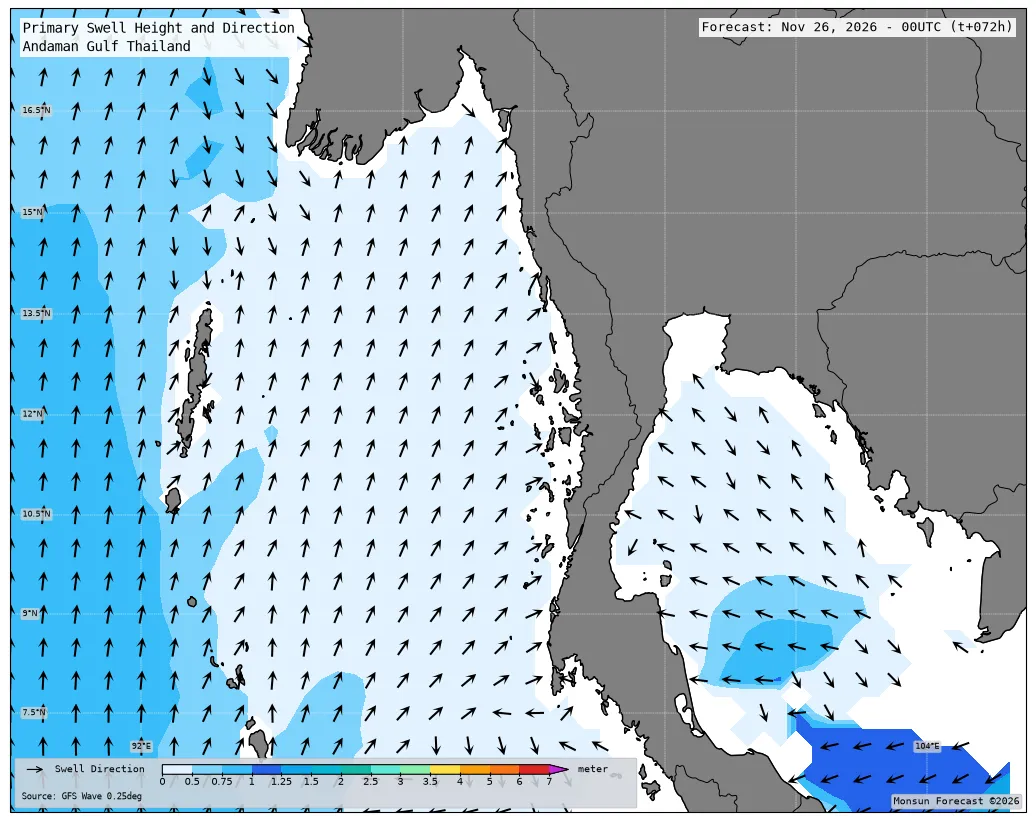 Primary Swell Height and Direction
Andaman Gulf Thailand
Forecast: Nov 26, 2026 - 00UTC (t+072h)
16.5°N
15°N
13.5°N
12°N
10.5°N
9°N
7.5°N
92°E
104°E
Swell Direction
meter
0 0.5 0.75 1 1.25 1.5 2 2.5 3 3.5 4 5 6 7
Source: GFS Wave 0.25deg
Monsun Forecast ©2026